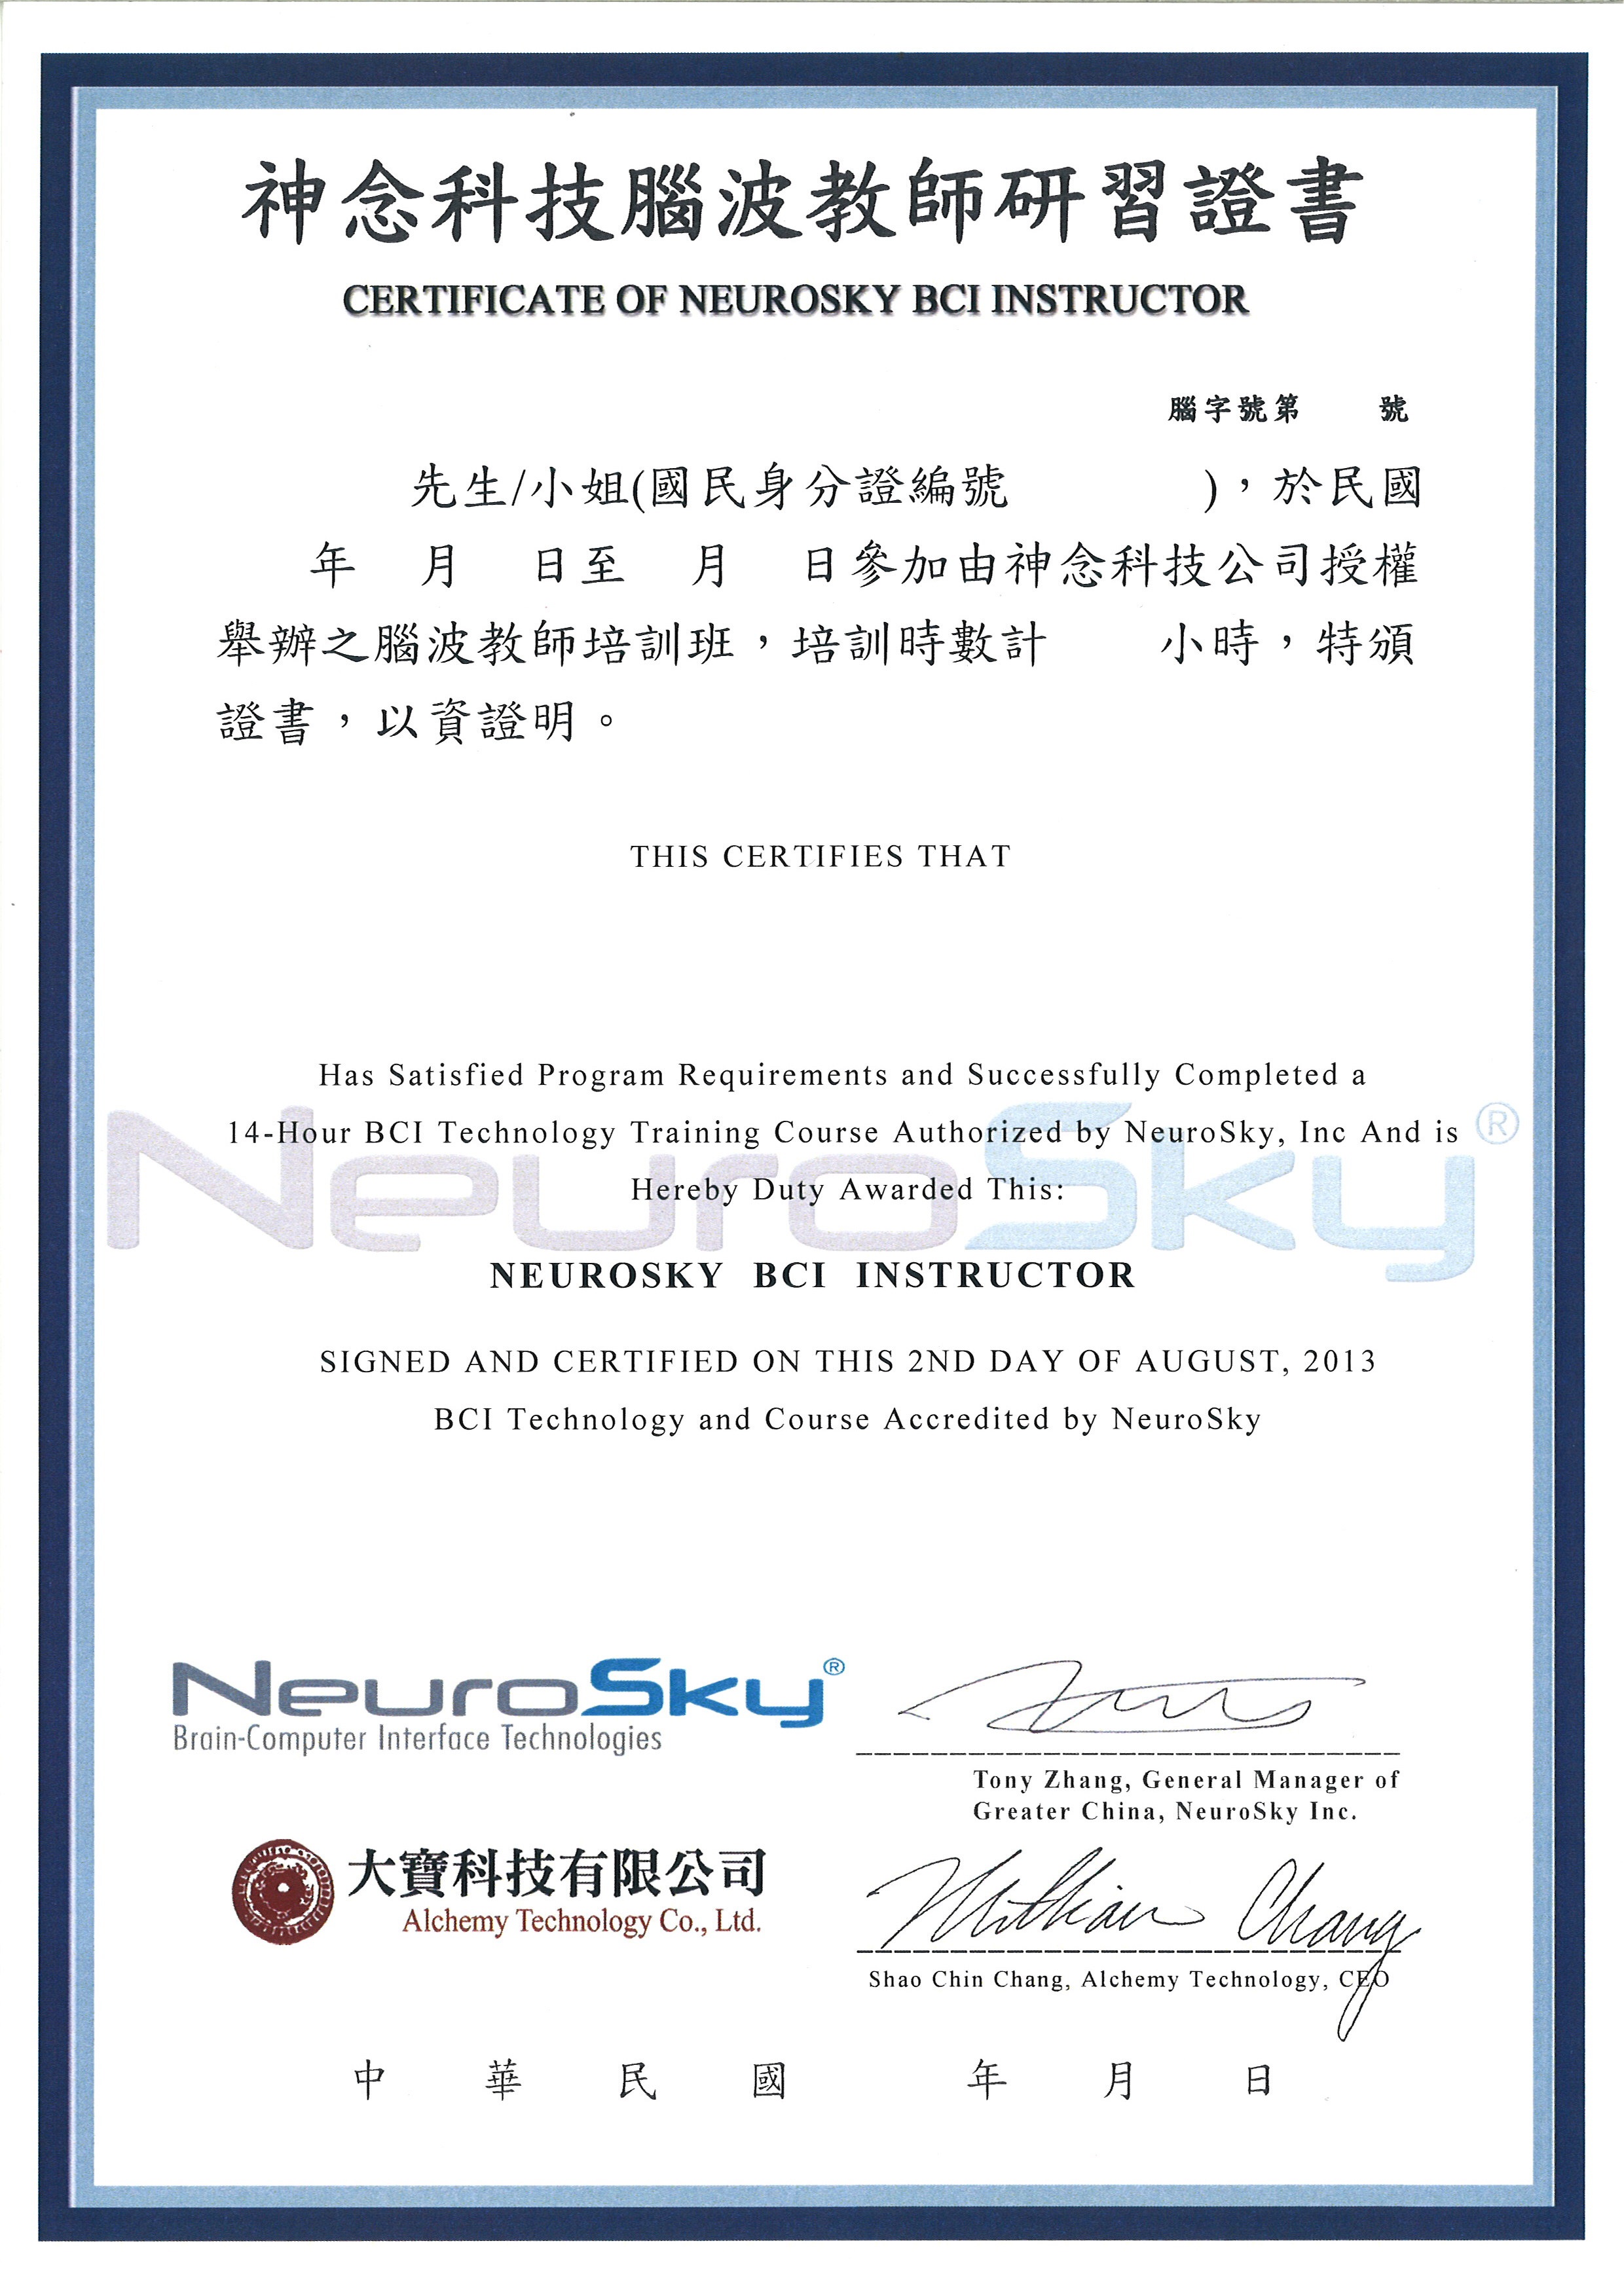 神念科技腦波教師研習證書
CERTIFICATE OF NEUROSKY BCI INSTRUCTOR
腦字號第 號
先生/小姐(國民身分證編號 )，於民國
年 月 日至 月 日參加由神念科技公司授權
舉辦之腦波教師培訓班，培訓時數計 小時，特頒
證書，以資證明。
THIS CERTIFIES THAT
Has Satisfied Program Requirements and Successfully Completed a
14-Hour BCI Technology Training Course Authorized by NeuroSky, Inc And is
Hereby Duty Awarded This:
NeuroSky®
NEUROSKY BCI INSTRUCTOR
SIGNED AND CERTIFIED ON THIS 2ND DAY OF AUGUST, 2013
BCI Technology and Course Accredited by NeuroSky
NeuroSky®
Brain-Computer Interface Technologies
Tony Zhang, General Manager of
Greater China, NeuroSky Inc.
大寶科技有限公司
Alchemy Technology Co., Ltd.
Chang
Shao Chin Chang, Alchemy Technology, CEO
中 華 民 國 年 月 日